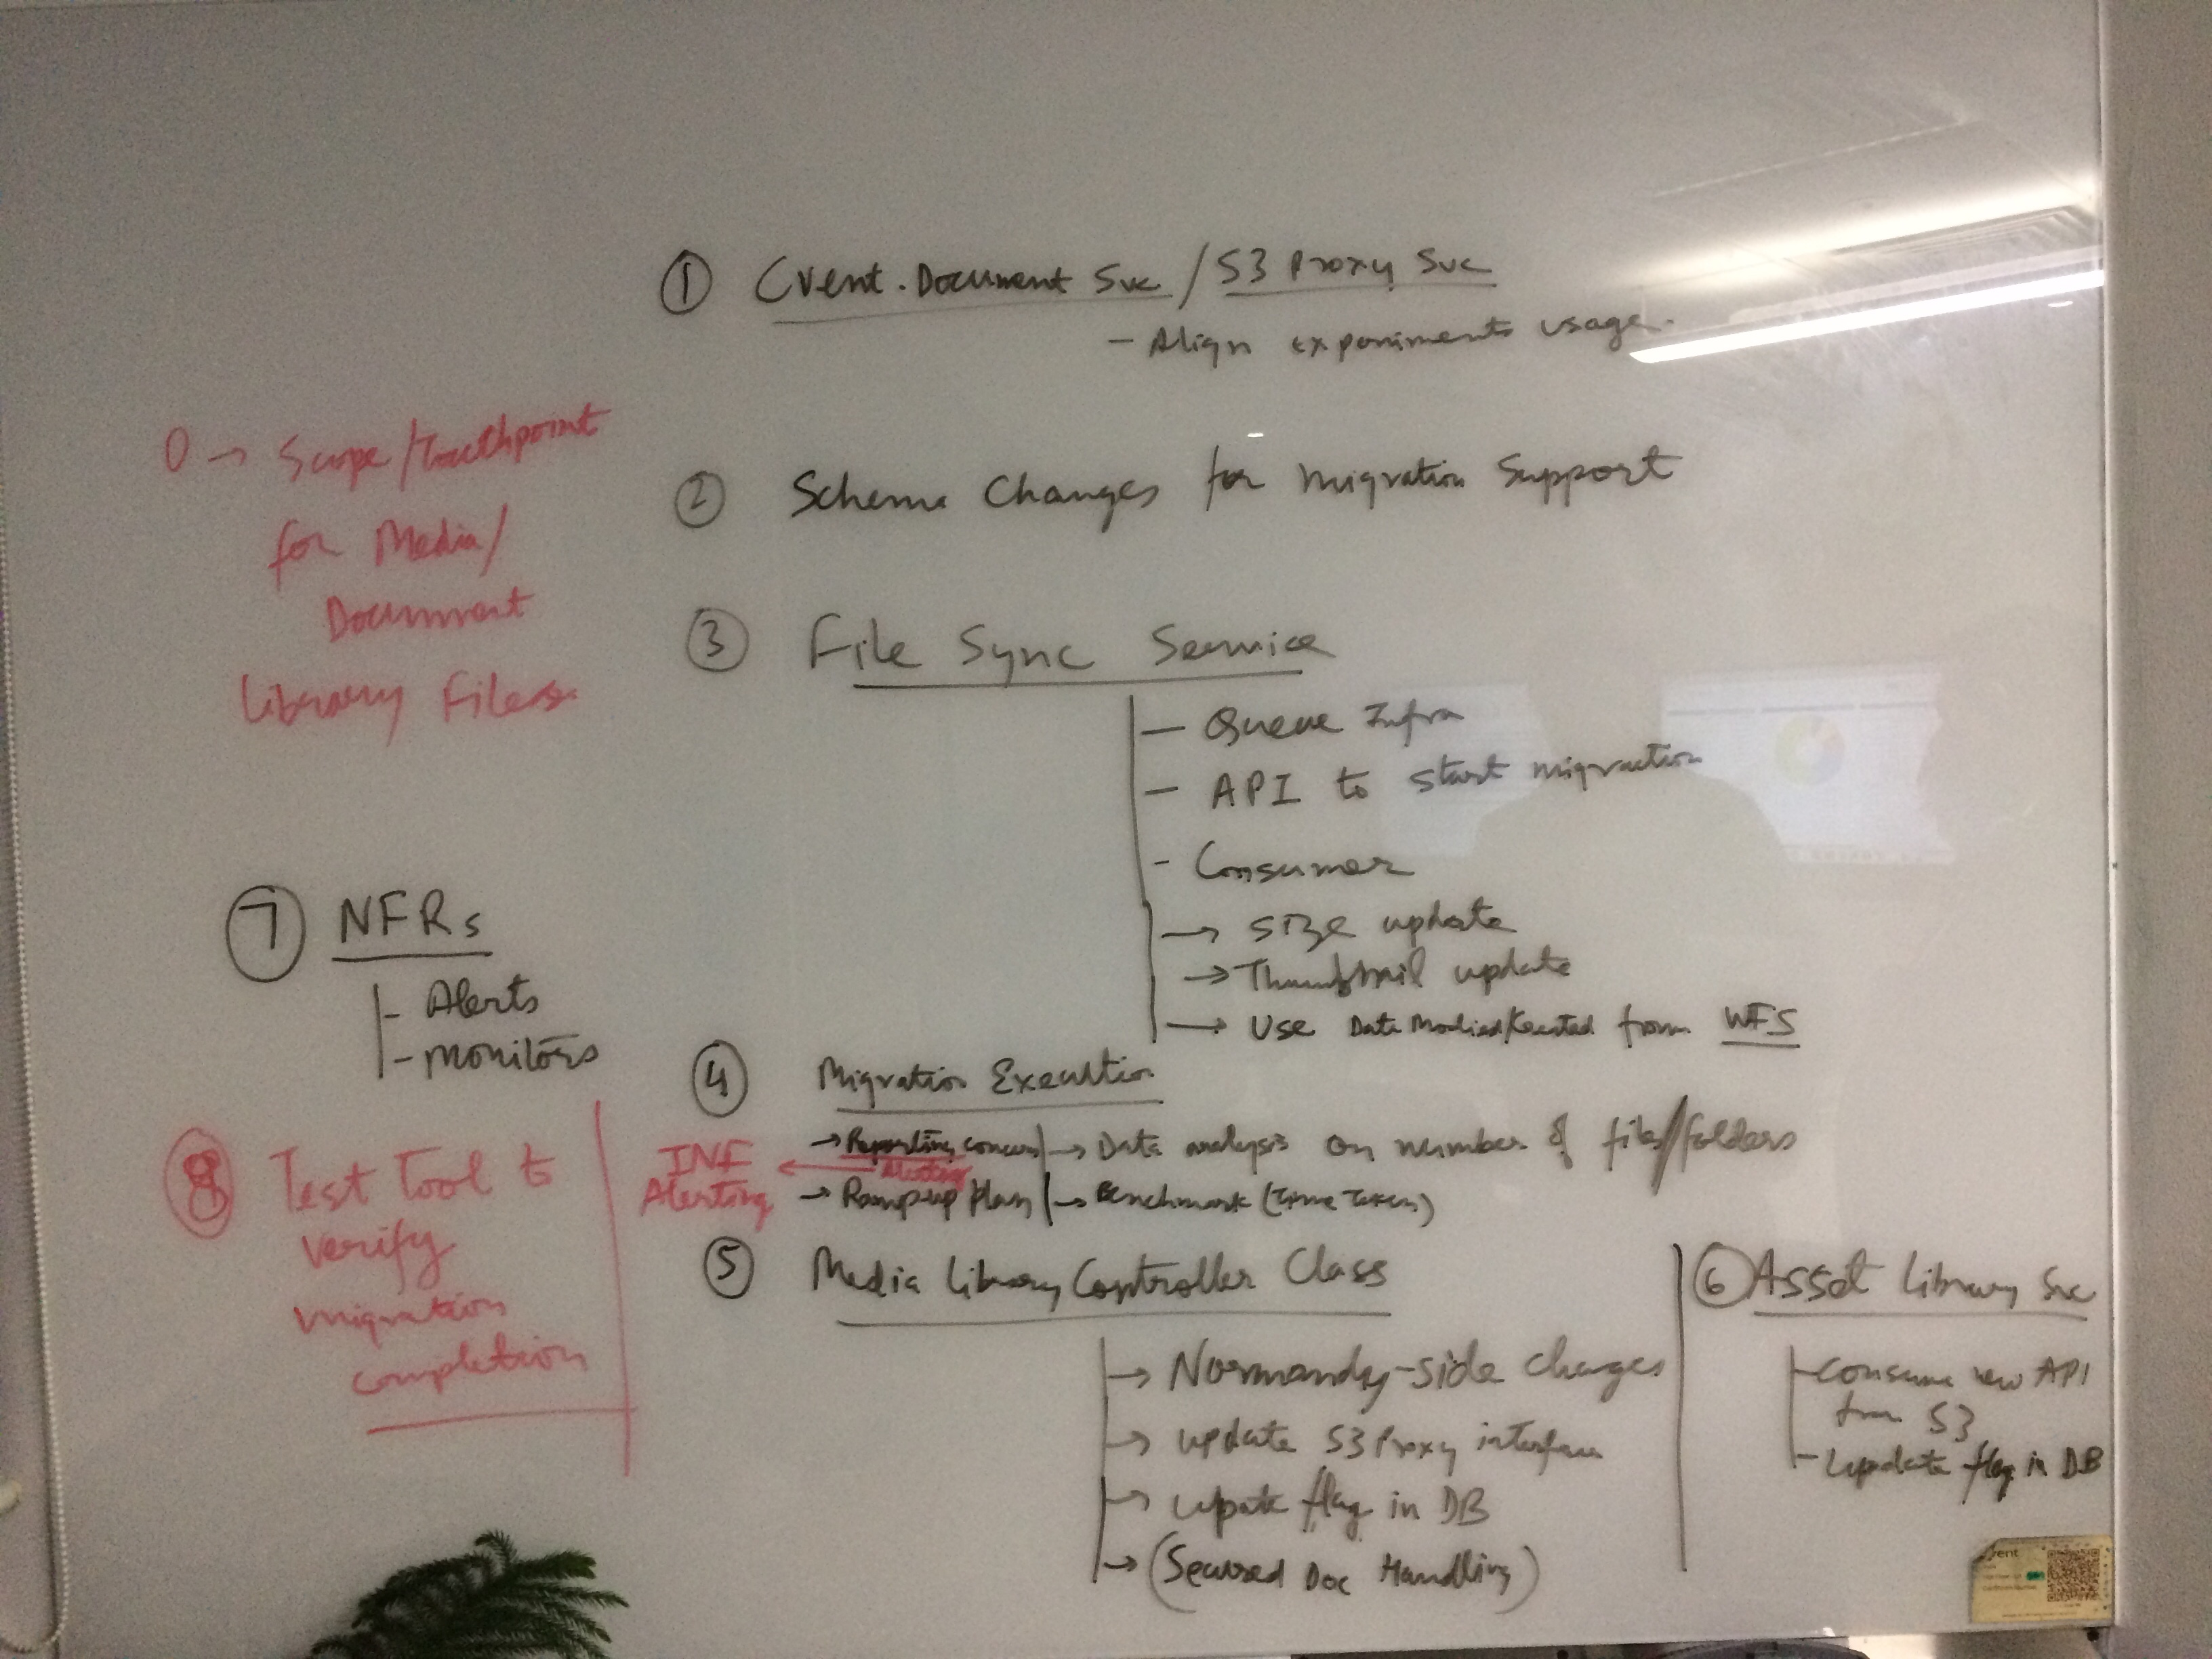 ① Cvent.Document Svc / S3 Proxy Svc
- Align experiments usage.
0 → Scope/Touchpoint
for Media/
Document
Library Files
② Schema Changes for Migration Support
③ File Sync Service
- Queue Infra
- API to start migration
- Consumer
→ Size update
→ Thumbnail update
→ Use Date Modified/Created from WFS
⑦ NFRs
- Alerts
- Monitors
④ Migration Execution
→ Reporting concern → Data analysis on number of files/folders
INF Alerting ← Alerting
→ Ramp-up Plan → Benchmark (Time Taken)
⑧ Test Tool to
verify
migration
completion
⑤ Media Library Controller Class
→ Normandy-side changes
→ update S3 Proxy interface
→ update flag in DB
→ (Secured Doc Handling)
⑥ Asset Library Svc
- consume new API
from S3
- Update flag in DB